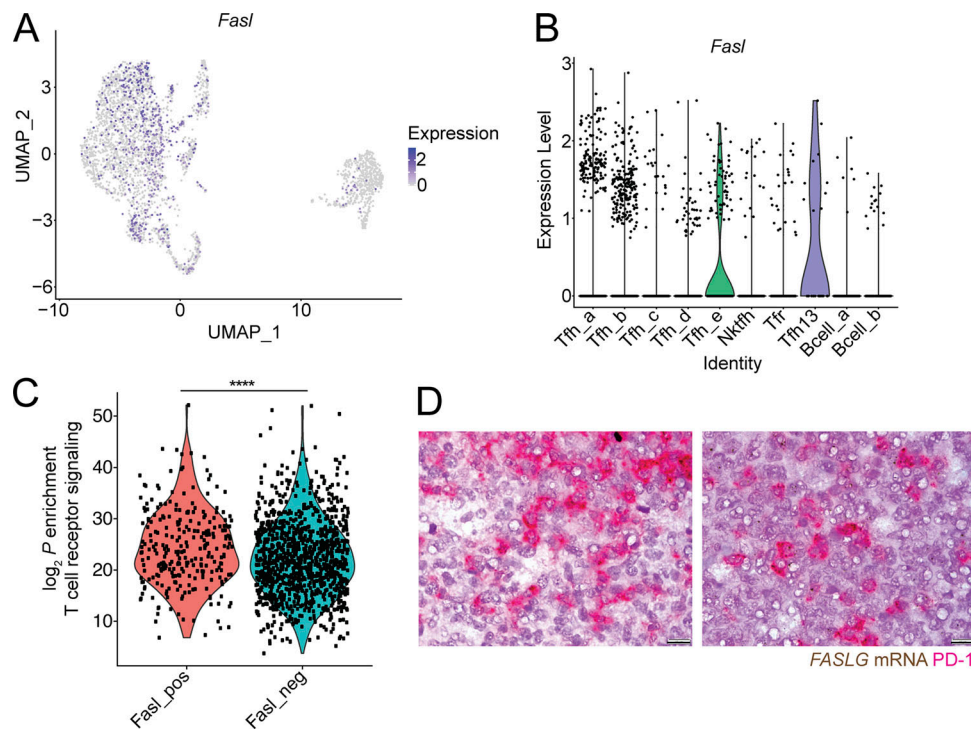 A
Fasl
UMAP_2
3
0
−3
−6
−10
0
10
UMAP_1
Expression
2
0
B
Fasl
Expression Level
3
2
1
0
Tfh_a
Tfh_b
Tfh_c
Tfh_d
Tfh_e
Nktfh
Tfr
Tfh13
Bcell_a
Bcell_b
Identity
C
****
log2 P enrichment
T cell receptor signaling
50
40
30
20
10
Fasl_pos
Fasl_neg
D
FASLG mRNA PD-1